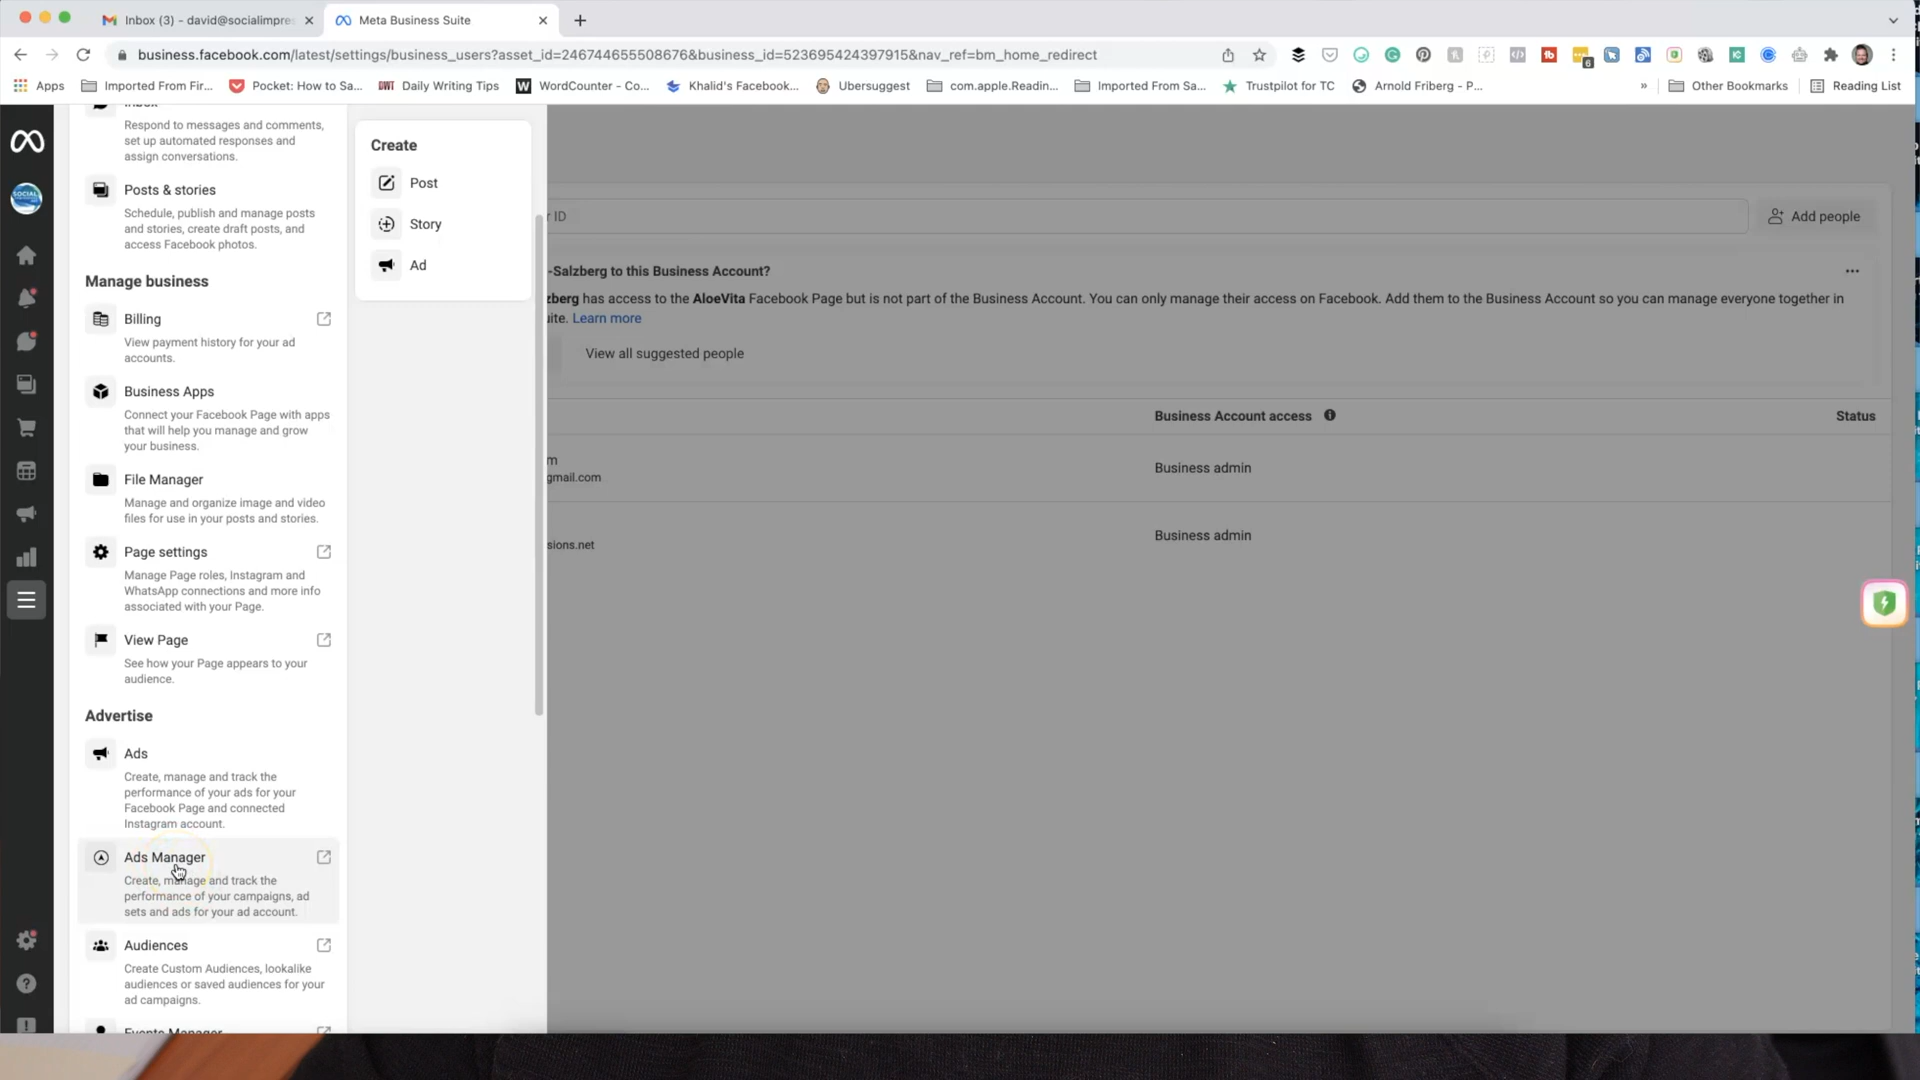 Inbox (3) - david@socialimpres
Meta Business Suite
business.facebook.com/latest/settings/business_users?asset_id=246744655508676&business_id=523695424397915&nav_ref=bm_home_redirect
6
Apps
Imported From Fir...
Pocket: How to Sa...
DWT Daily Writing Tips
W WordCounter - Co...
Khalid's Facebook...
Ubersuggest
com.apple.Readin...
Imported From Sa...
Trustpilot for TC
Arnold Friberg - P...
»
Other Bookmarks
Reading List
SOCIAL
Inbox
Respond to messages and comments,
set up automated responses and
assign conversations.
Posts & stories
Schedule, publish and manage posts
and stories, create draft posts, and
access Facebook photos.
Manage business
Billing
View payment history for your ad
accounts.
Business Apps
Connect your Facebook Page with apps
that will help you manage and grow
your business.
File Manager
Manage and organize image and video
files for use in your posts and stories.
Page settings
Manage Page roles, Instagram and
WhatsApp connections and more info
associated with your Page.
View Page
See how your Page appears to your
audience.
Advertise
Ads
Create, manage and track the
performance of your ads for your
Facebook Page and connected
Instagram account.
Ads Manager
Create, manage and track the
performance of your campaigns, ad
sets and ads for your ad account.
Audiences
Create Custom Audiences, lookalike
audiences or saved audiences for your
ad campaigns.
Events Manager
Create
Post
Story
Ad
r ID
Add people
-Salzberg to this Business Account?
zberg has access to the AloeVita Facebook Page but is not part of the Business Account. You can only manage their access on Facebook. Add them to the Business Account so you can manage everyone together in
uite. Learn more
View all suggested people
Business Account access
Status
m
gmail.com
Business admin
sions.net
Business admin